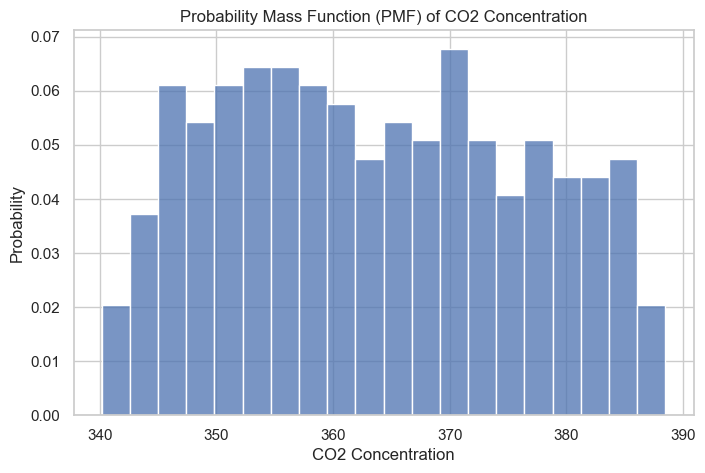 Probability Mass Function (PMF) of CO2 Concentration
0.07
0.06
0.05
0.04
0.03
0.02
0.01
0.00
Probability
340 350 360 370 380 390
CO2 Concentration